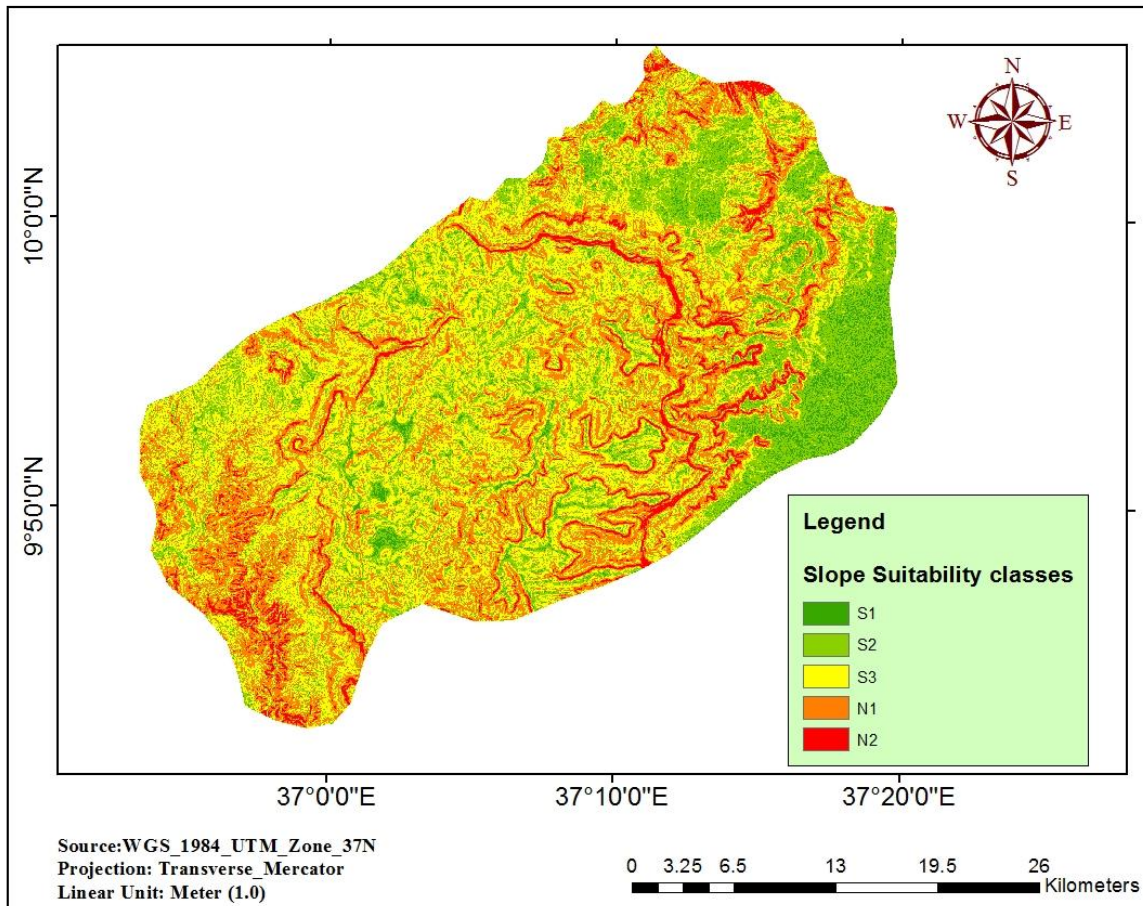 N
W E
S
10°0'0"N
9°50'0"N
Legend
Slope Suitability classes
S1
S2
S3
N1
N2
37°0'0"E 37°10'0"E 37°20'0"E
Source:WGS_1984_UTM_Zone_37N
Projection: Transverse_Mercator
Linear Unit: Meter (1.0)
0 3.25 6.5 13 19.5 26
Kilometers